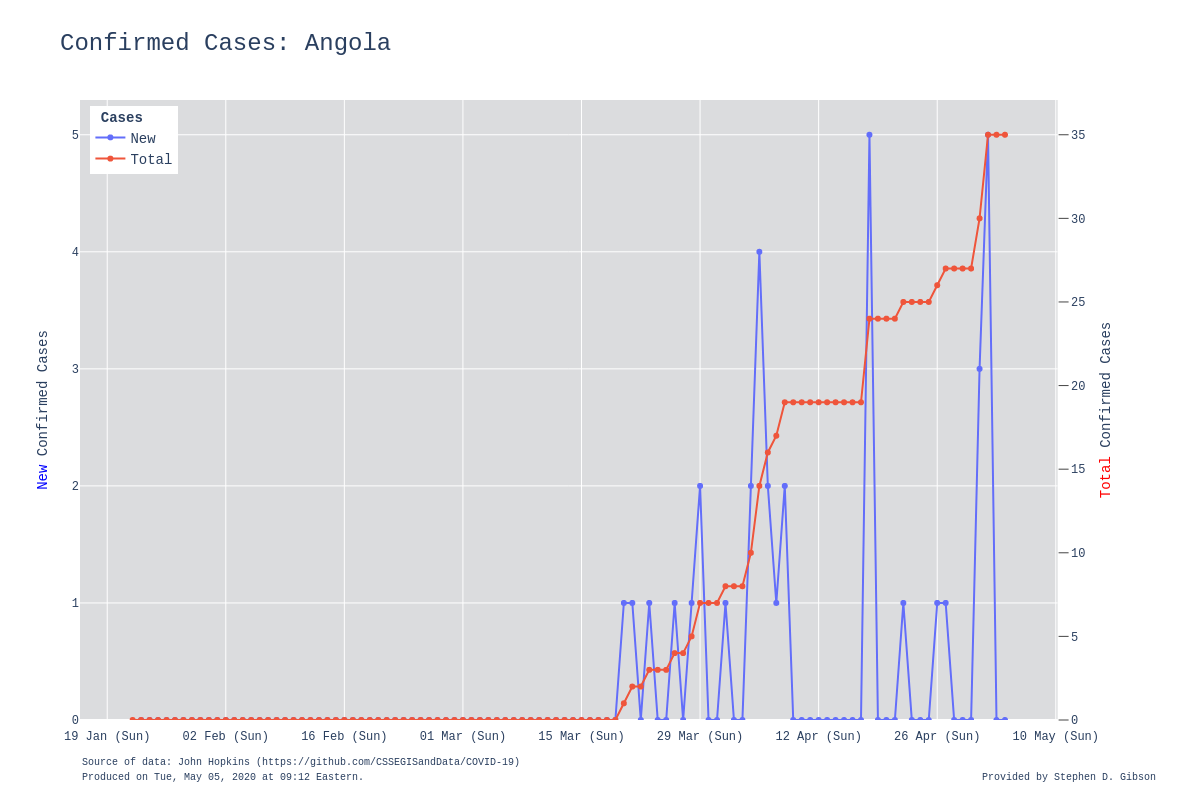 Confirmed Cases: Angola
Cases
New
Total
5
4
3
2
1
0
35
30
25
20
15
10
5
0
New Confirmed Cases
Total Confirmed Cases
19 Jan (Sun) 02 Feb (Sun) 16 Feb (Sun) 01 Mar (Sun) 15 Mar (Sun) 29 Mar (Sun) 12 Apr (Sun) 26 Apr (Sun) 10 May (Sun)
Source of data: John Hopkins (https://github.com/CSSEGISandData/COVID-19)
Produced on Tue, May 05, 2020 at 09:12 Eastern.
Provided by Stephen D. Gibson